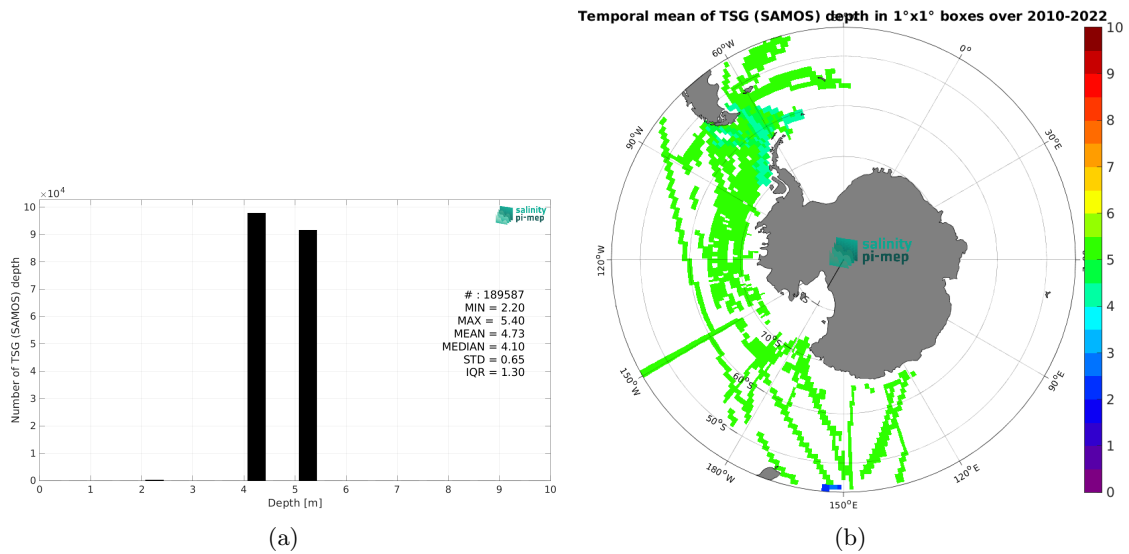 Temporal mean of TSG (SAMOS) depth in 1°x1° boxes over 2010-2022
×10⁴
10
9
8
7
6
5
4
3
2
1
0
Number of TSG (SAMOS) depth
salinity
pi-mep
# : 189587
MIN = 2.20
MAX = 5.40
MEAN = 4.73
MEDIAN = 4.10
STD = 0.65
IQR = 1.30
0 1 2 3 4 5 6 7 8 9 10
Depth [m]
(a)
60°W
0°
30°E
90°W
120°W
salinity
pi-mep
70°S
60°S
50°S
150°W
180°W
150°E
120°E
90°E
10
9
8
7
6
5
4
3
2
1
0
(b)